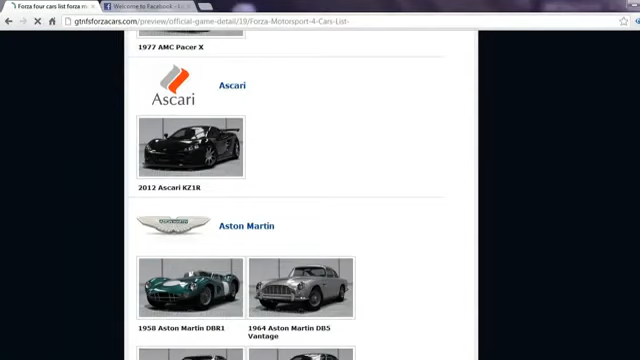 Forza four cars list forza m
Welcome to Facebook - Lo
gtnfsforzacars.com/preview/official-game-detail/19/Forza-Motorsport-4-Cars-List-
1977 AMC Pacer X
Ascari
Ascari
2012 Ascari KZ1R
Aston Martin
1958 Aston Martin DBR1
1964 Aston Martin DB5
Vantage